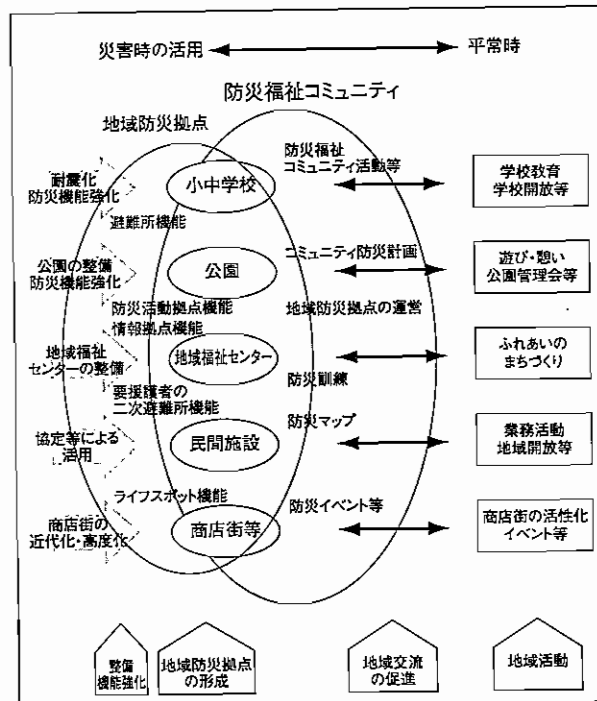 災害時の活用
平常時
防災福祉コミュニティ
地域防災拠点
耐震化
防災機能強化
小中学校
防災福祉
コミュニティ活動等
学校教育
学校開放等
避難所機能
公園の整備
防災機能強化
公園
コミュニティ防災計画
遊び・憩い
公園管理会等
防災活動拠点機能
情報拠点機能
地域防災拠点の運営
地域福祉
センターの整備
地域福祉センター
ふれあいの
まちづくり
要援護者の
二次避難所機能
防災訓練
協定等による
活用
民間施設
防災マップ
業務活動
地域開放等
ライフスポット機能
防災イベント等
商店街の
近代化・高度化
商店街等
商店街の活性化
イベント等
整備
機能強化
地域防災拠点
の形成
地域交流
の促進
地域活動